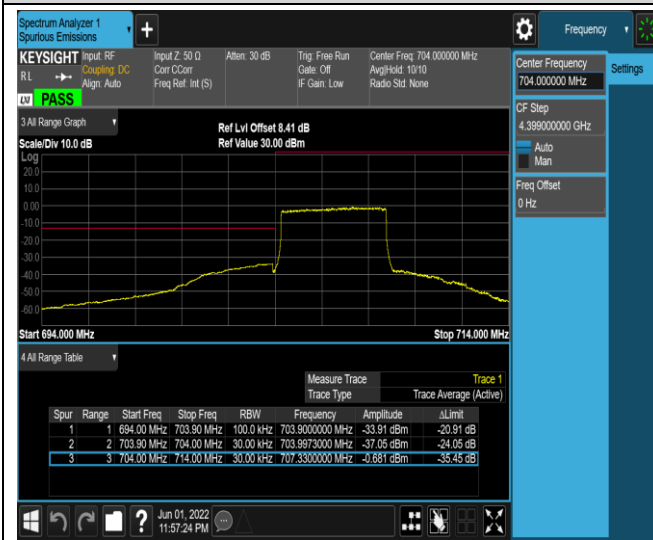 Spectrum Analyzer 1
Spurious Emissions
+
Frequency
KEYSIGHT
RL
Input: RF
Coupling: DC
Align: Auto
Input Z: 50 Ω
Corr CCorr
Freq Ref: Int (S)
Atten: 30 dB
Trig: Free Run
Gate: Off
IF Gain: Low
Center Freq: 704.000000 MHz
Avg|Hold: 10/10
Radio Std: None
LXI
PASS
3 All Range Graph
Scale/Div 10.0 dB
Ref Lvl Offset 8.41 dB
Ref Value 30.00 dBm
Log
20.0
10.0
0.00
-10.0
-20.0
-30.0
-40.0
-50.0
-60.0
Start 694.000 MHz
Stop 714.000 MHz
4 All Range Table
Measure Trace Trace 1
Trace Type Trace Average (Active)
Spur Range Start Freq Stop Freq RBW Frequency Amplitude ΔLimit
1 1 694.00 MHz 703.90 MHz 100.0 kHz 703.9000000 MHz -33.91 dBm -20.91 dB
2 2 703.90 MHz 704.00 MHz 30.00 kHz 703.9973000 MHz -37.05 dBm -24.05 dB
3 3 704.00 MHz 714.00 MHz 30.00 kHz 707.3300000 MHz -0.681 dBm -35.45 dB
Jun 01, 2022
11:57:24 PM
Center Frequency
704.000000 MHz
Settings
CF Step
4.399000000 GHz
Auto
Man
Freq Offset
0 Hz